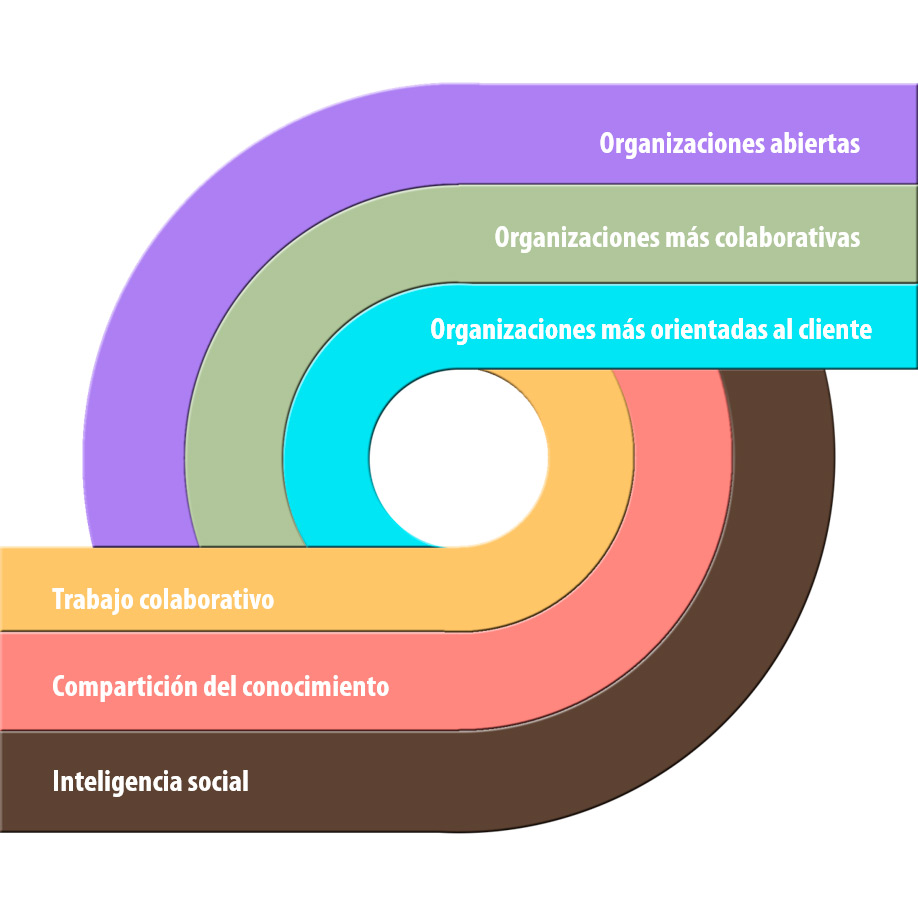 Organizaciones abiertas
Organizaciones más colaborativas
Organizaciones más orientadas al cliente
Trabajo colaborativo
Compartición del conocimiento
Inteligencia social